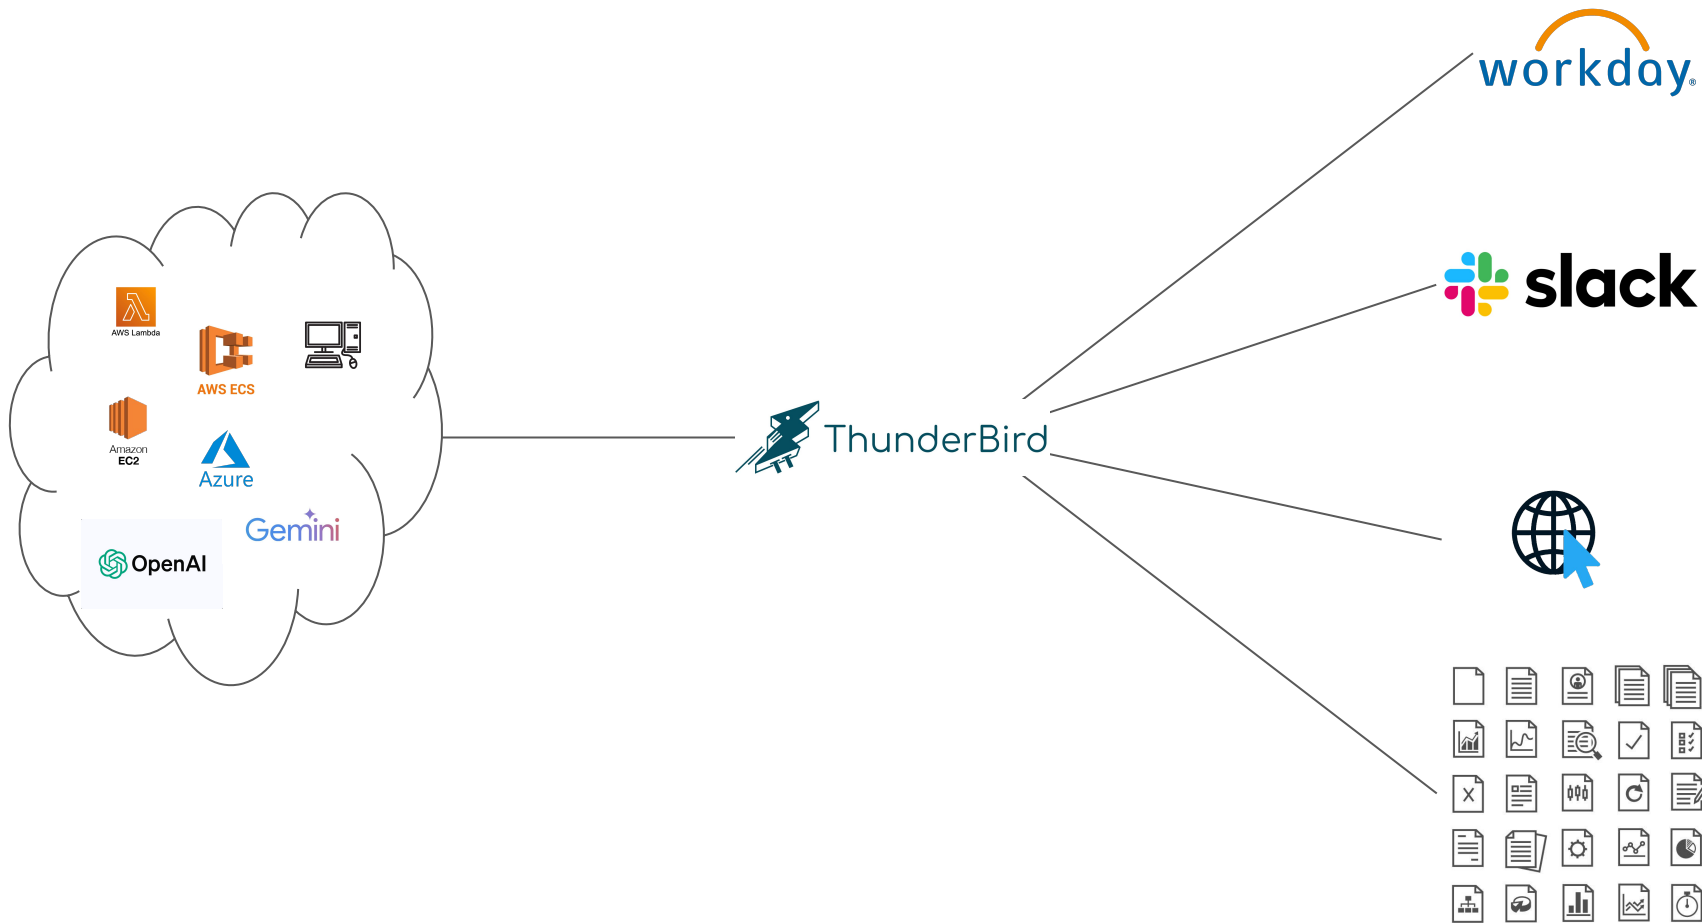 workday®
slack
AWS Lambda
AWS ECS
Amazon
EC2
Azure
ThunderBird
Gemini
OpenAI
X